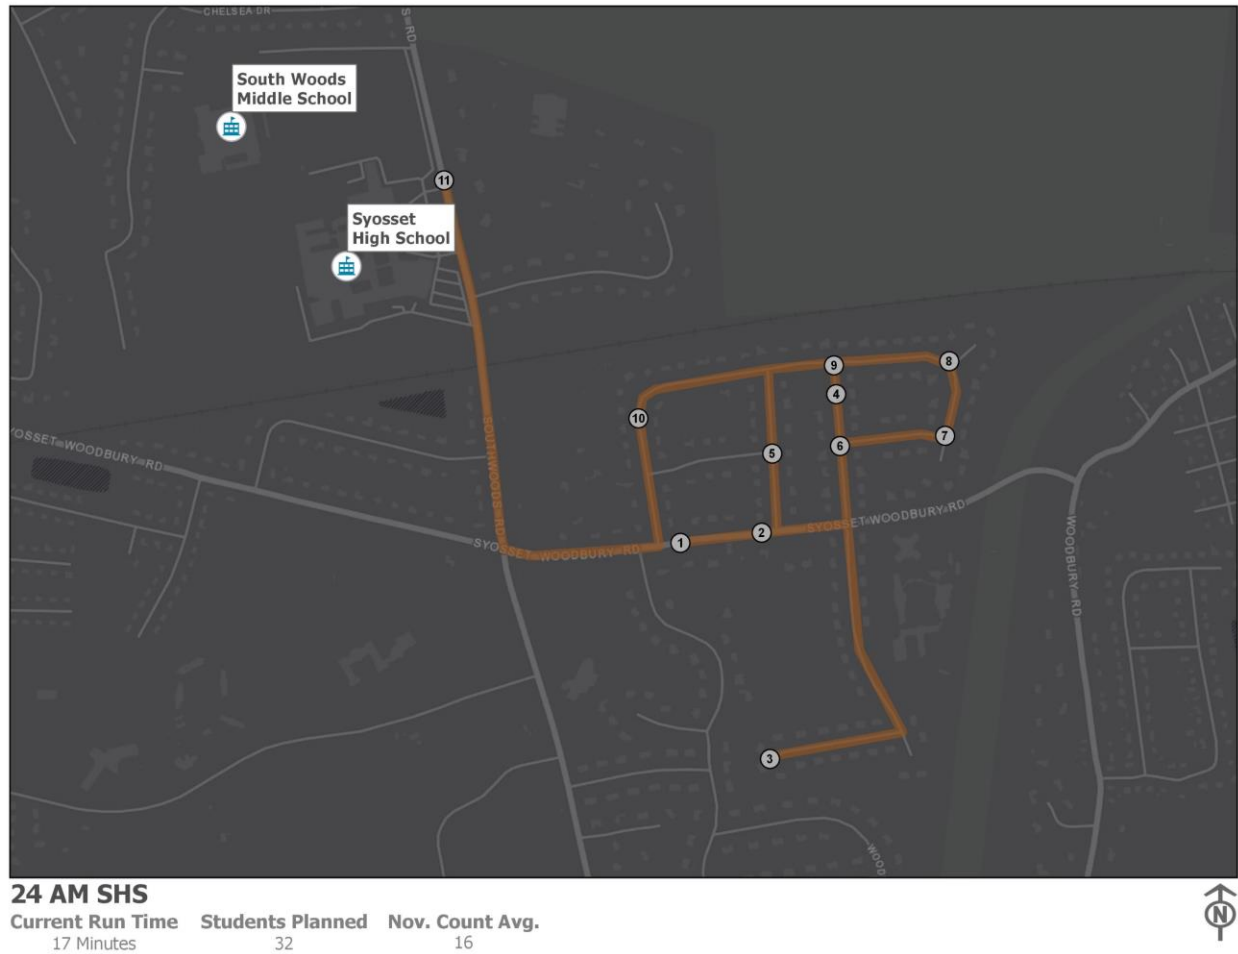 CHELSEA DR
S RD
South Woods
Middle School
11
Syosset
High School
9
8
4
10
6
7
5
OSSET WOODBURY RD
SOUTHWOODS RD
SYOSSET WOODBURY RD
2
1
SYOSSET WOODBURY RD
WOODBURY RD
3
WOOD
24 AM SHS
Current Run Time Students Planned Nov. Count Avg.
17 Minutes 32 16
N